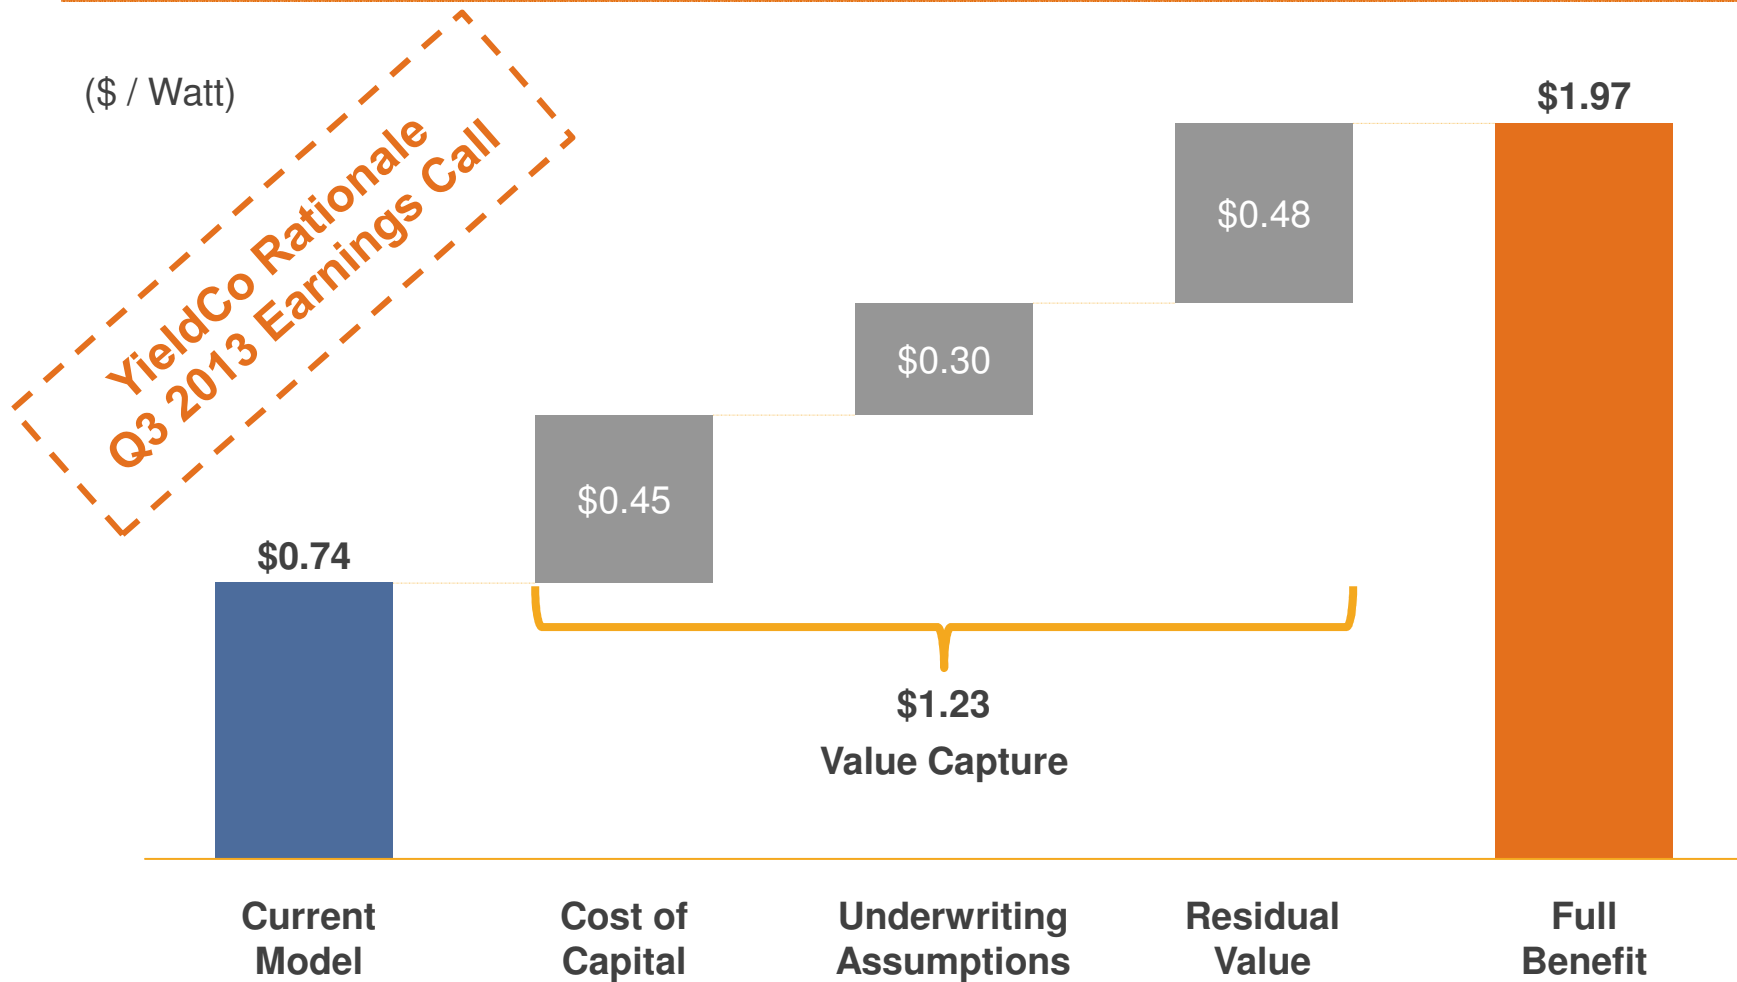 ($ / Watt)
YieldCo Rationale
Q3 2013 Earnings Call
$0.74
$0.45
$0.30
$0.48
$1.97
$1.23
Value Capture
Current
Model
Cost of
Capital
Underwriting
Assumptions
Residual
Value
Full
Benefit